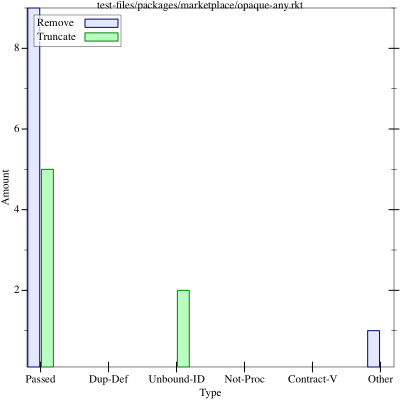 test-files/packages/marketplace/opaque-any.rkt
Remove
Truncate
8
6
4
2
Amount
Passed Dup-Def Unbound-ID Not-Proc Contract-V Other
Type